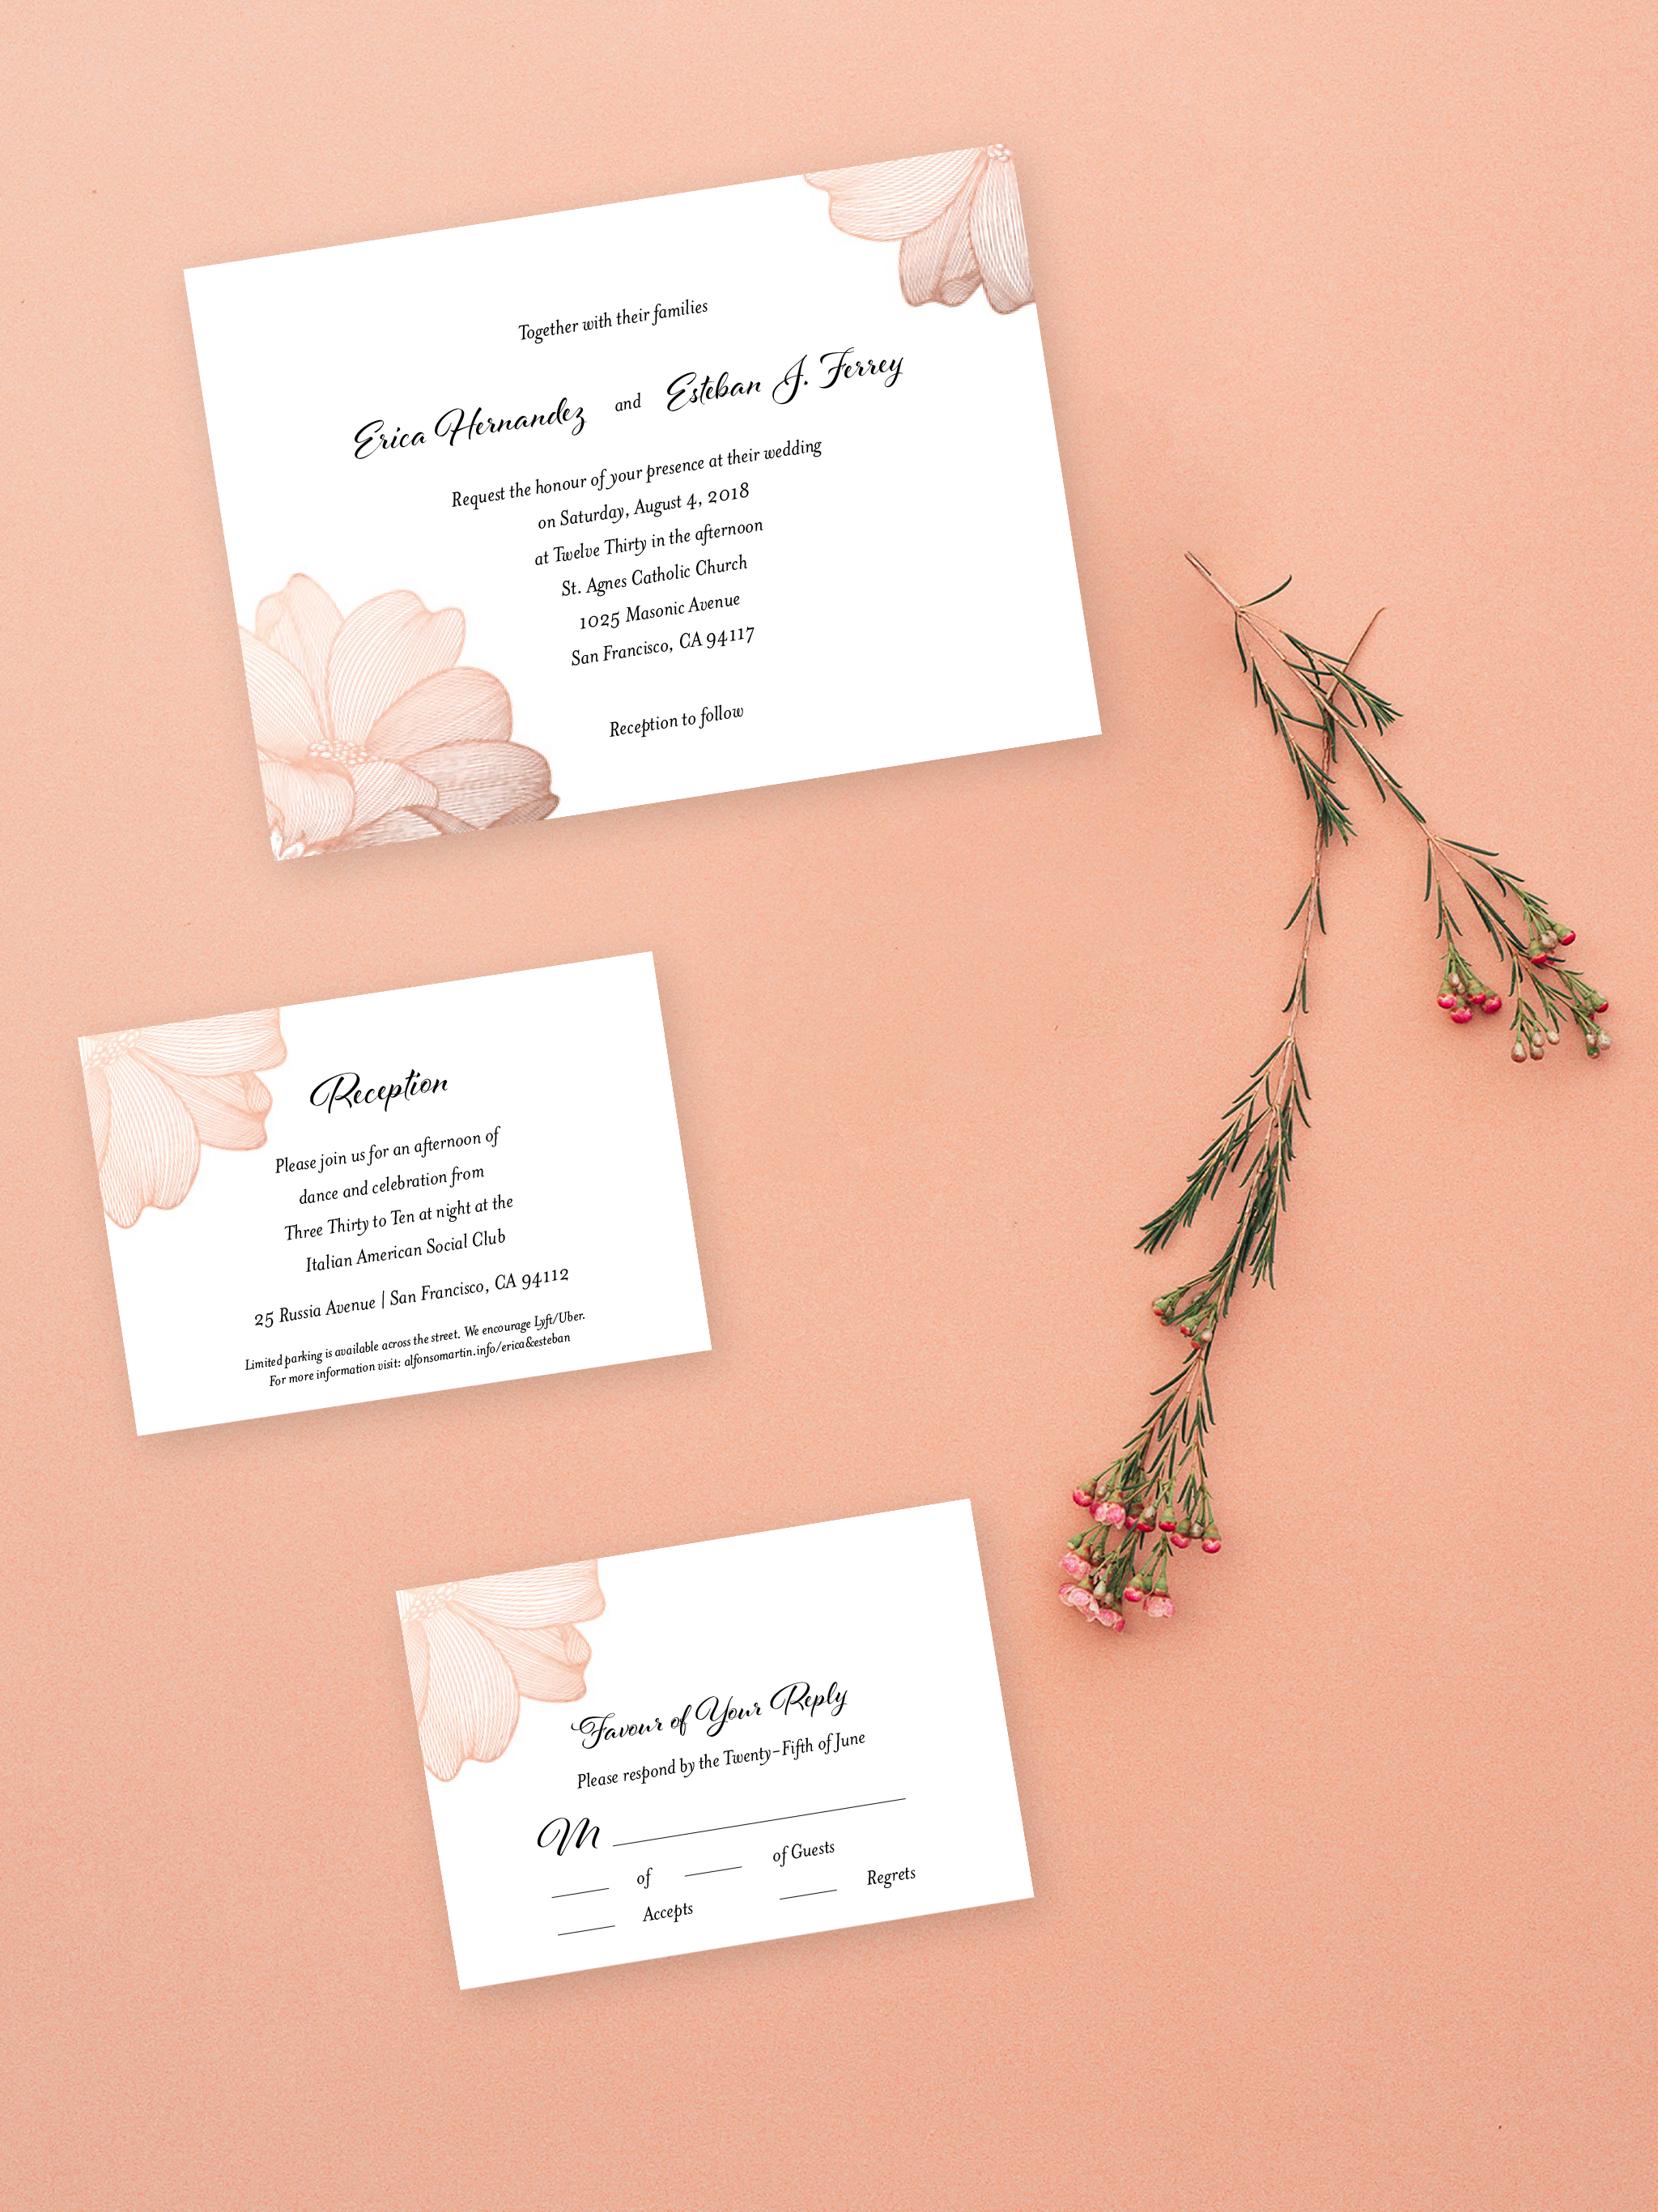 Together with their families
Erica Hernandez and Esteban J. Ferrey
Request the honour of your presence at their wedding
on Saturday, August 4, 2018
at Twelve Thirty in the afternoon
St. Agnes Catholic Church
1025 Masonic Avenue
San Francisco, CA 94117
Reception to follow
Reception
Please join us for an afternoon of
dance and celebration from
Three Thirty to Ten at night at the
Italian American Social Club
25 Russia Avenue | San Francisco, CA 94112
Limited parking is available across the street. We encourage Lyft/Uber.
For more information visit: alfonsomartin.info/erica&esteban
Favour of Your Reply
Please respond by the Twenty-Fifth of June
M
of of Guests
Accepts Regrets